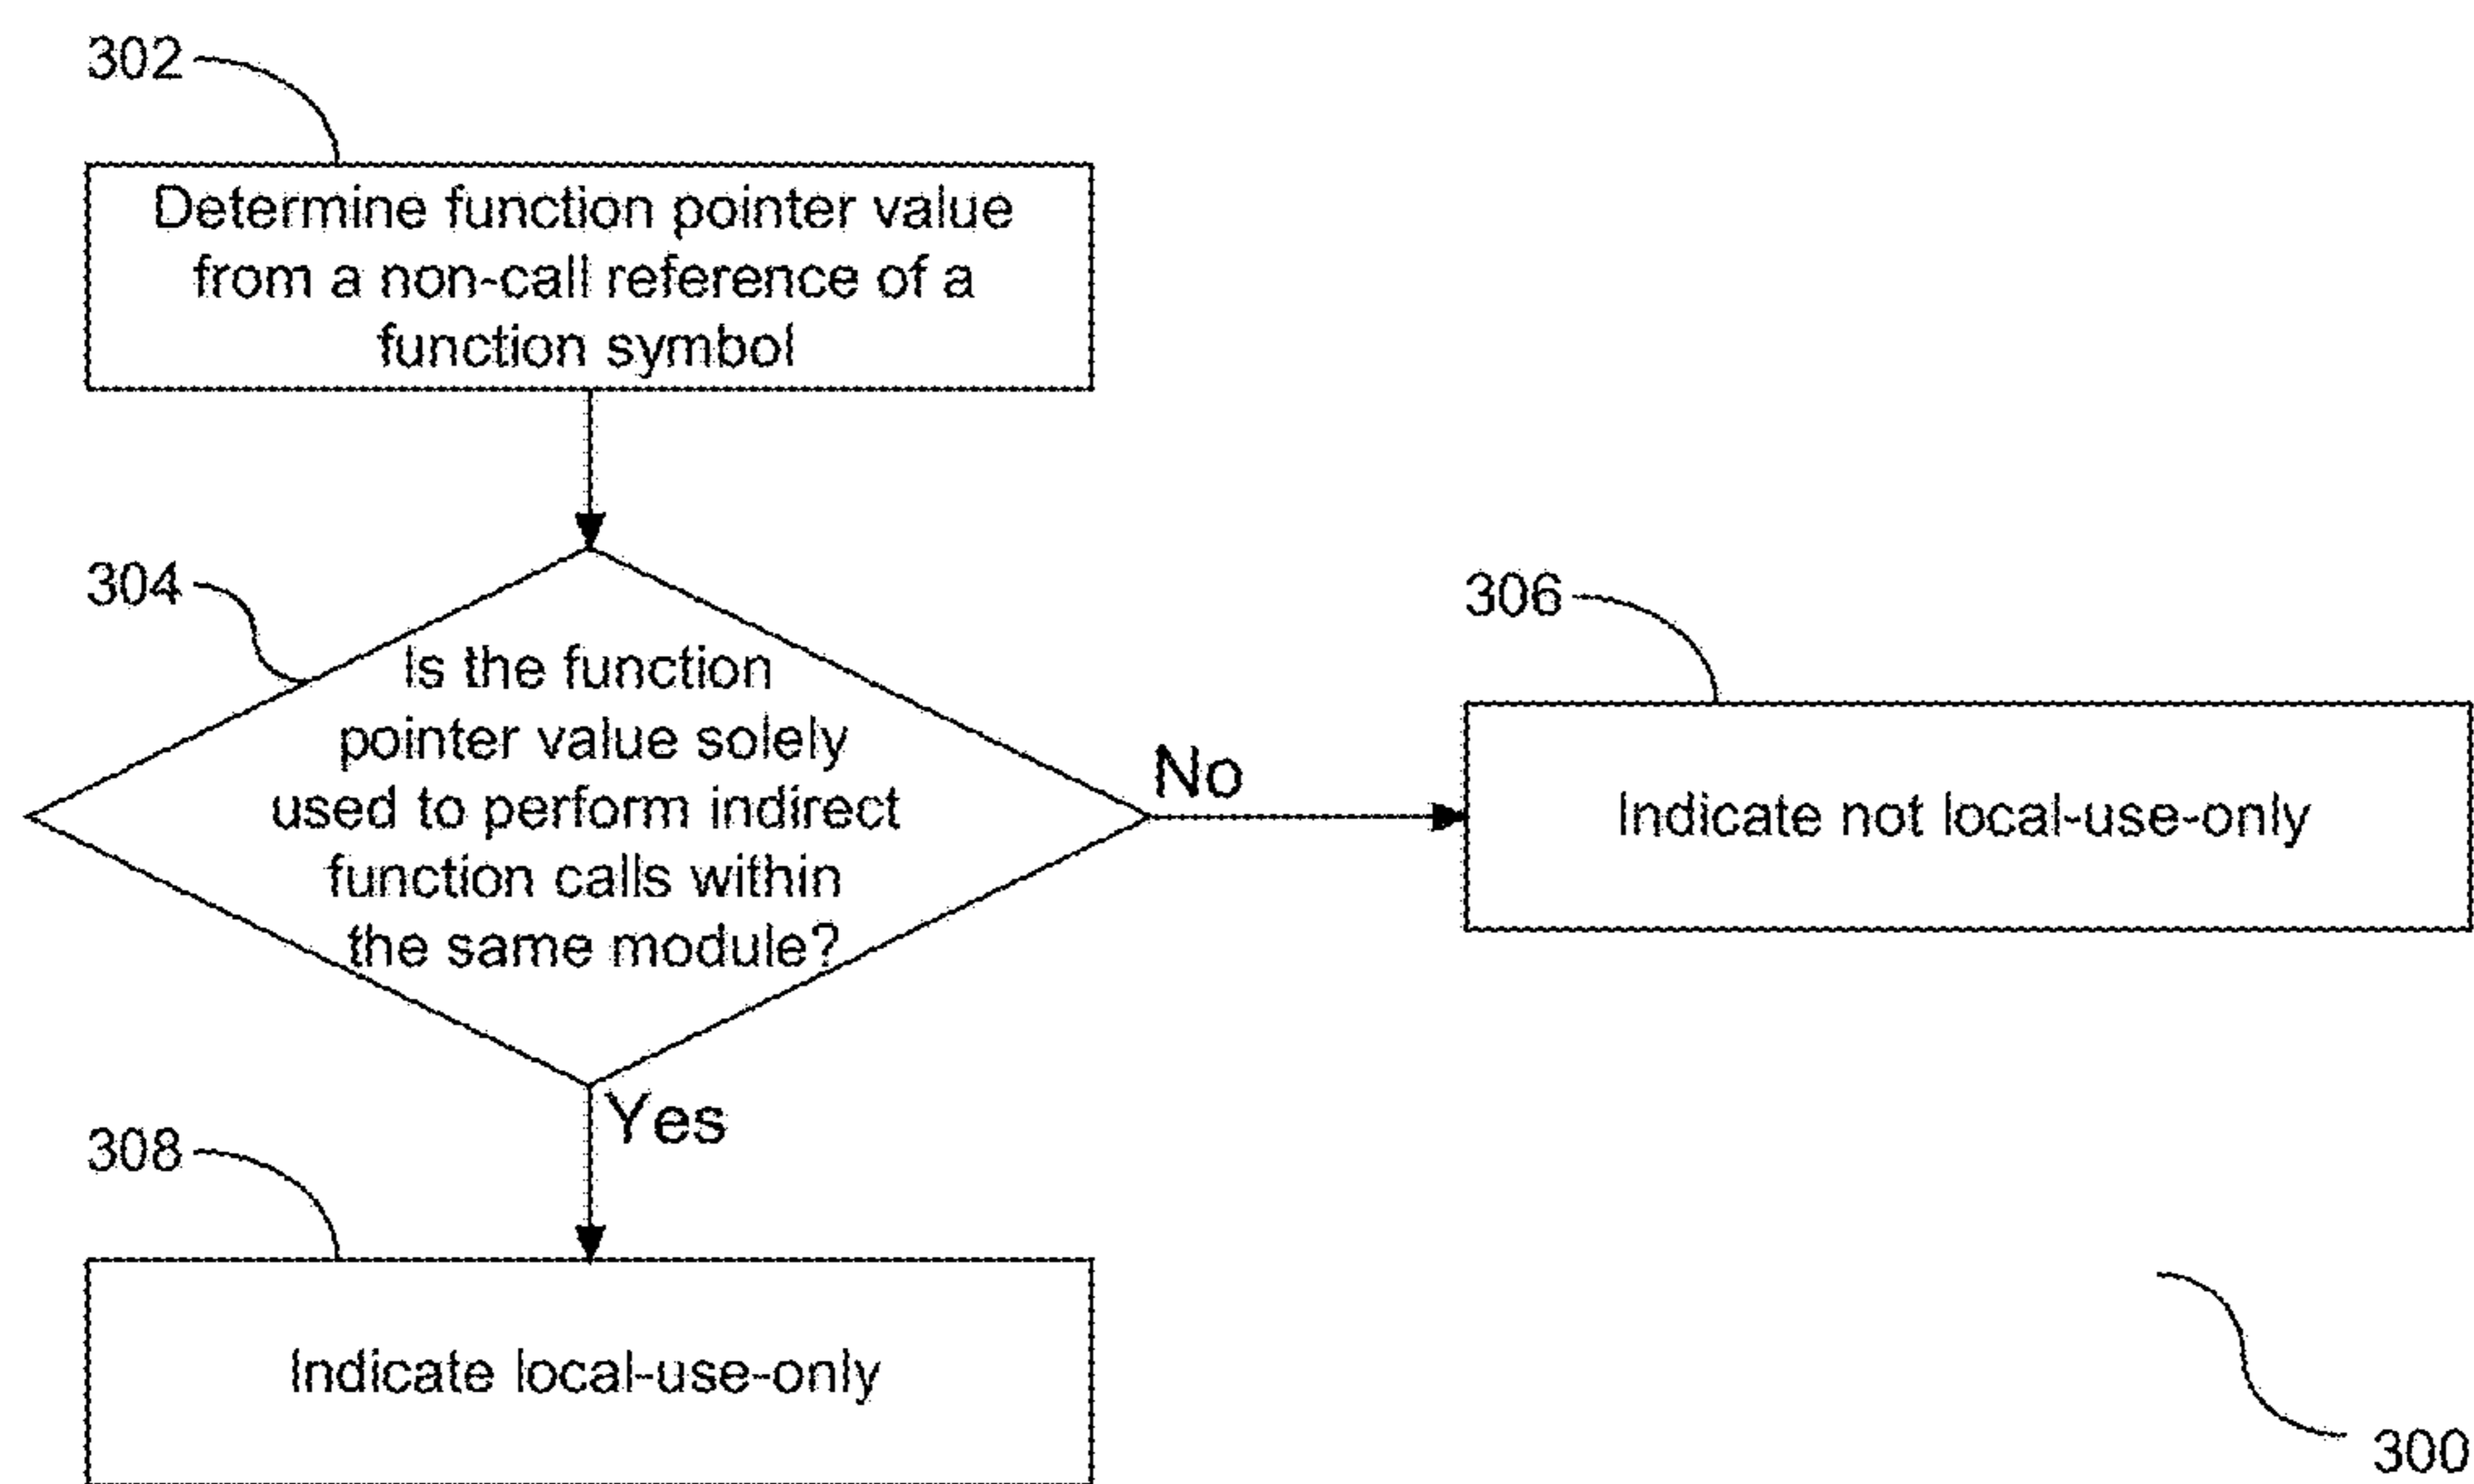 302
Determine function pointer value
from a non-call reference of a
function symbol
304
Is the function
pointer value solely
used to perform indirect
function calls within
the same module?
No
306
Indicate not local-use-only
Yes
308
Indicate local-use-only
300